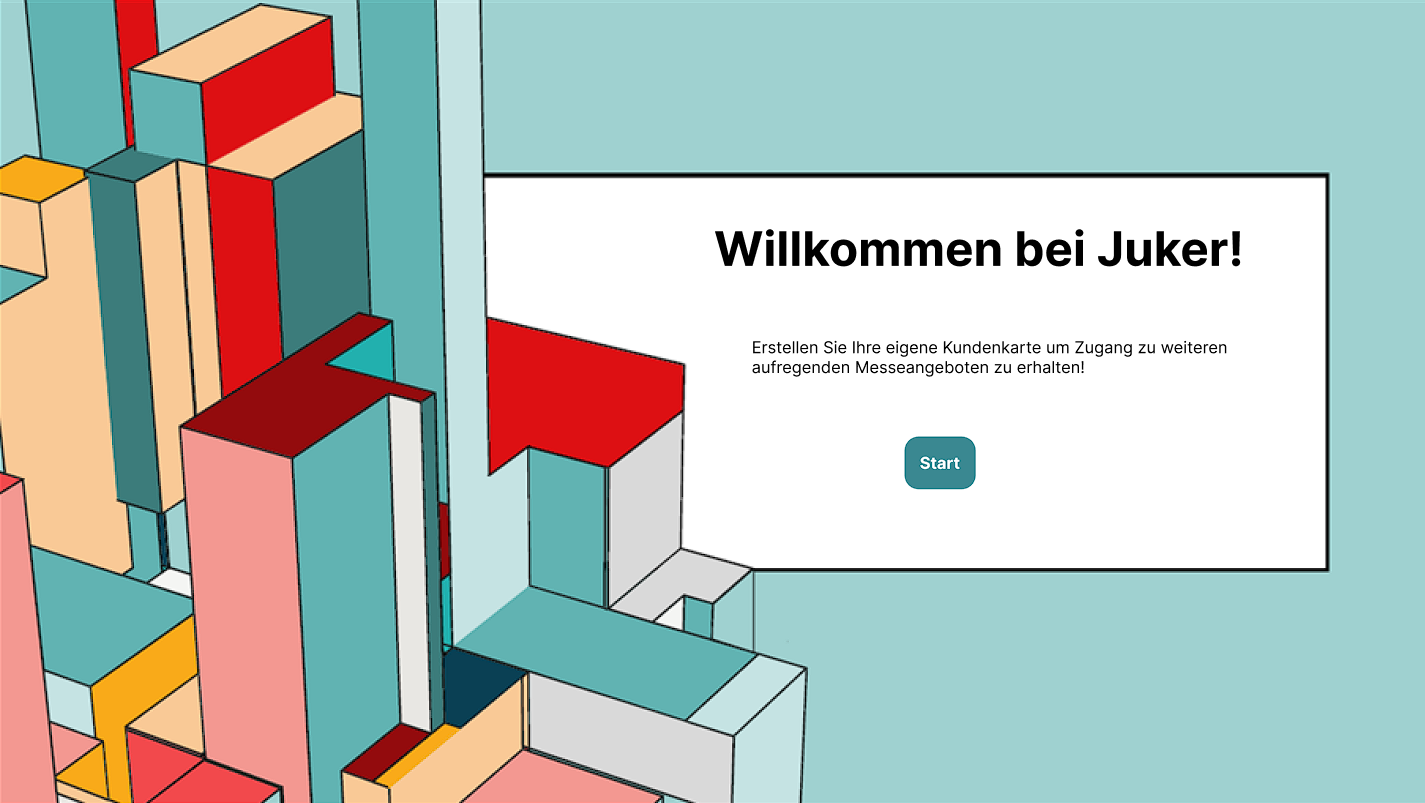 Willkommen bei Juker!
Erstellen Sie Ihre eigene Kundenkarte um Zugang zu weiteren
aufregenden Messeangeboten zu erhalten!
Start